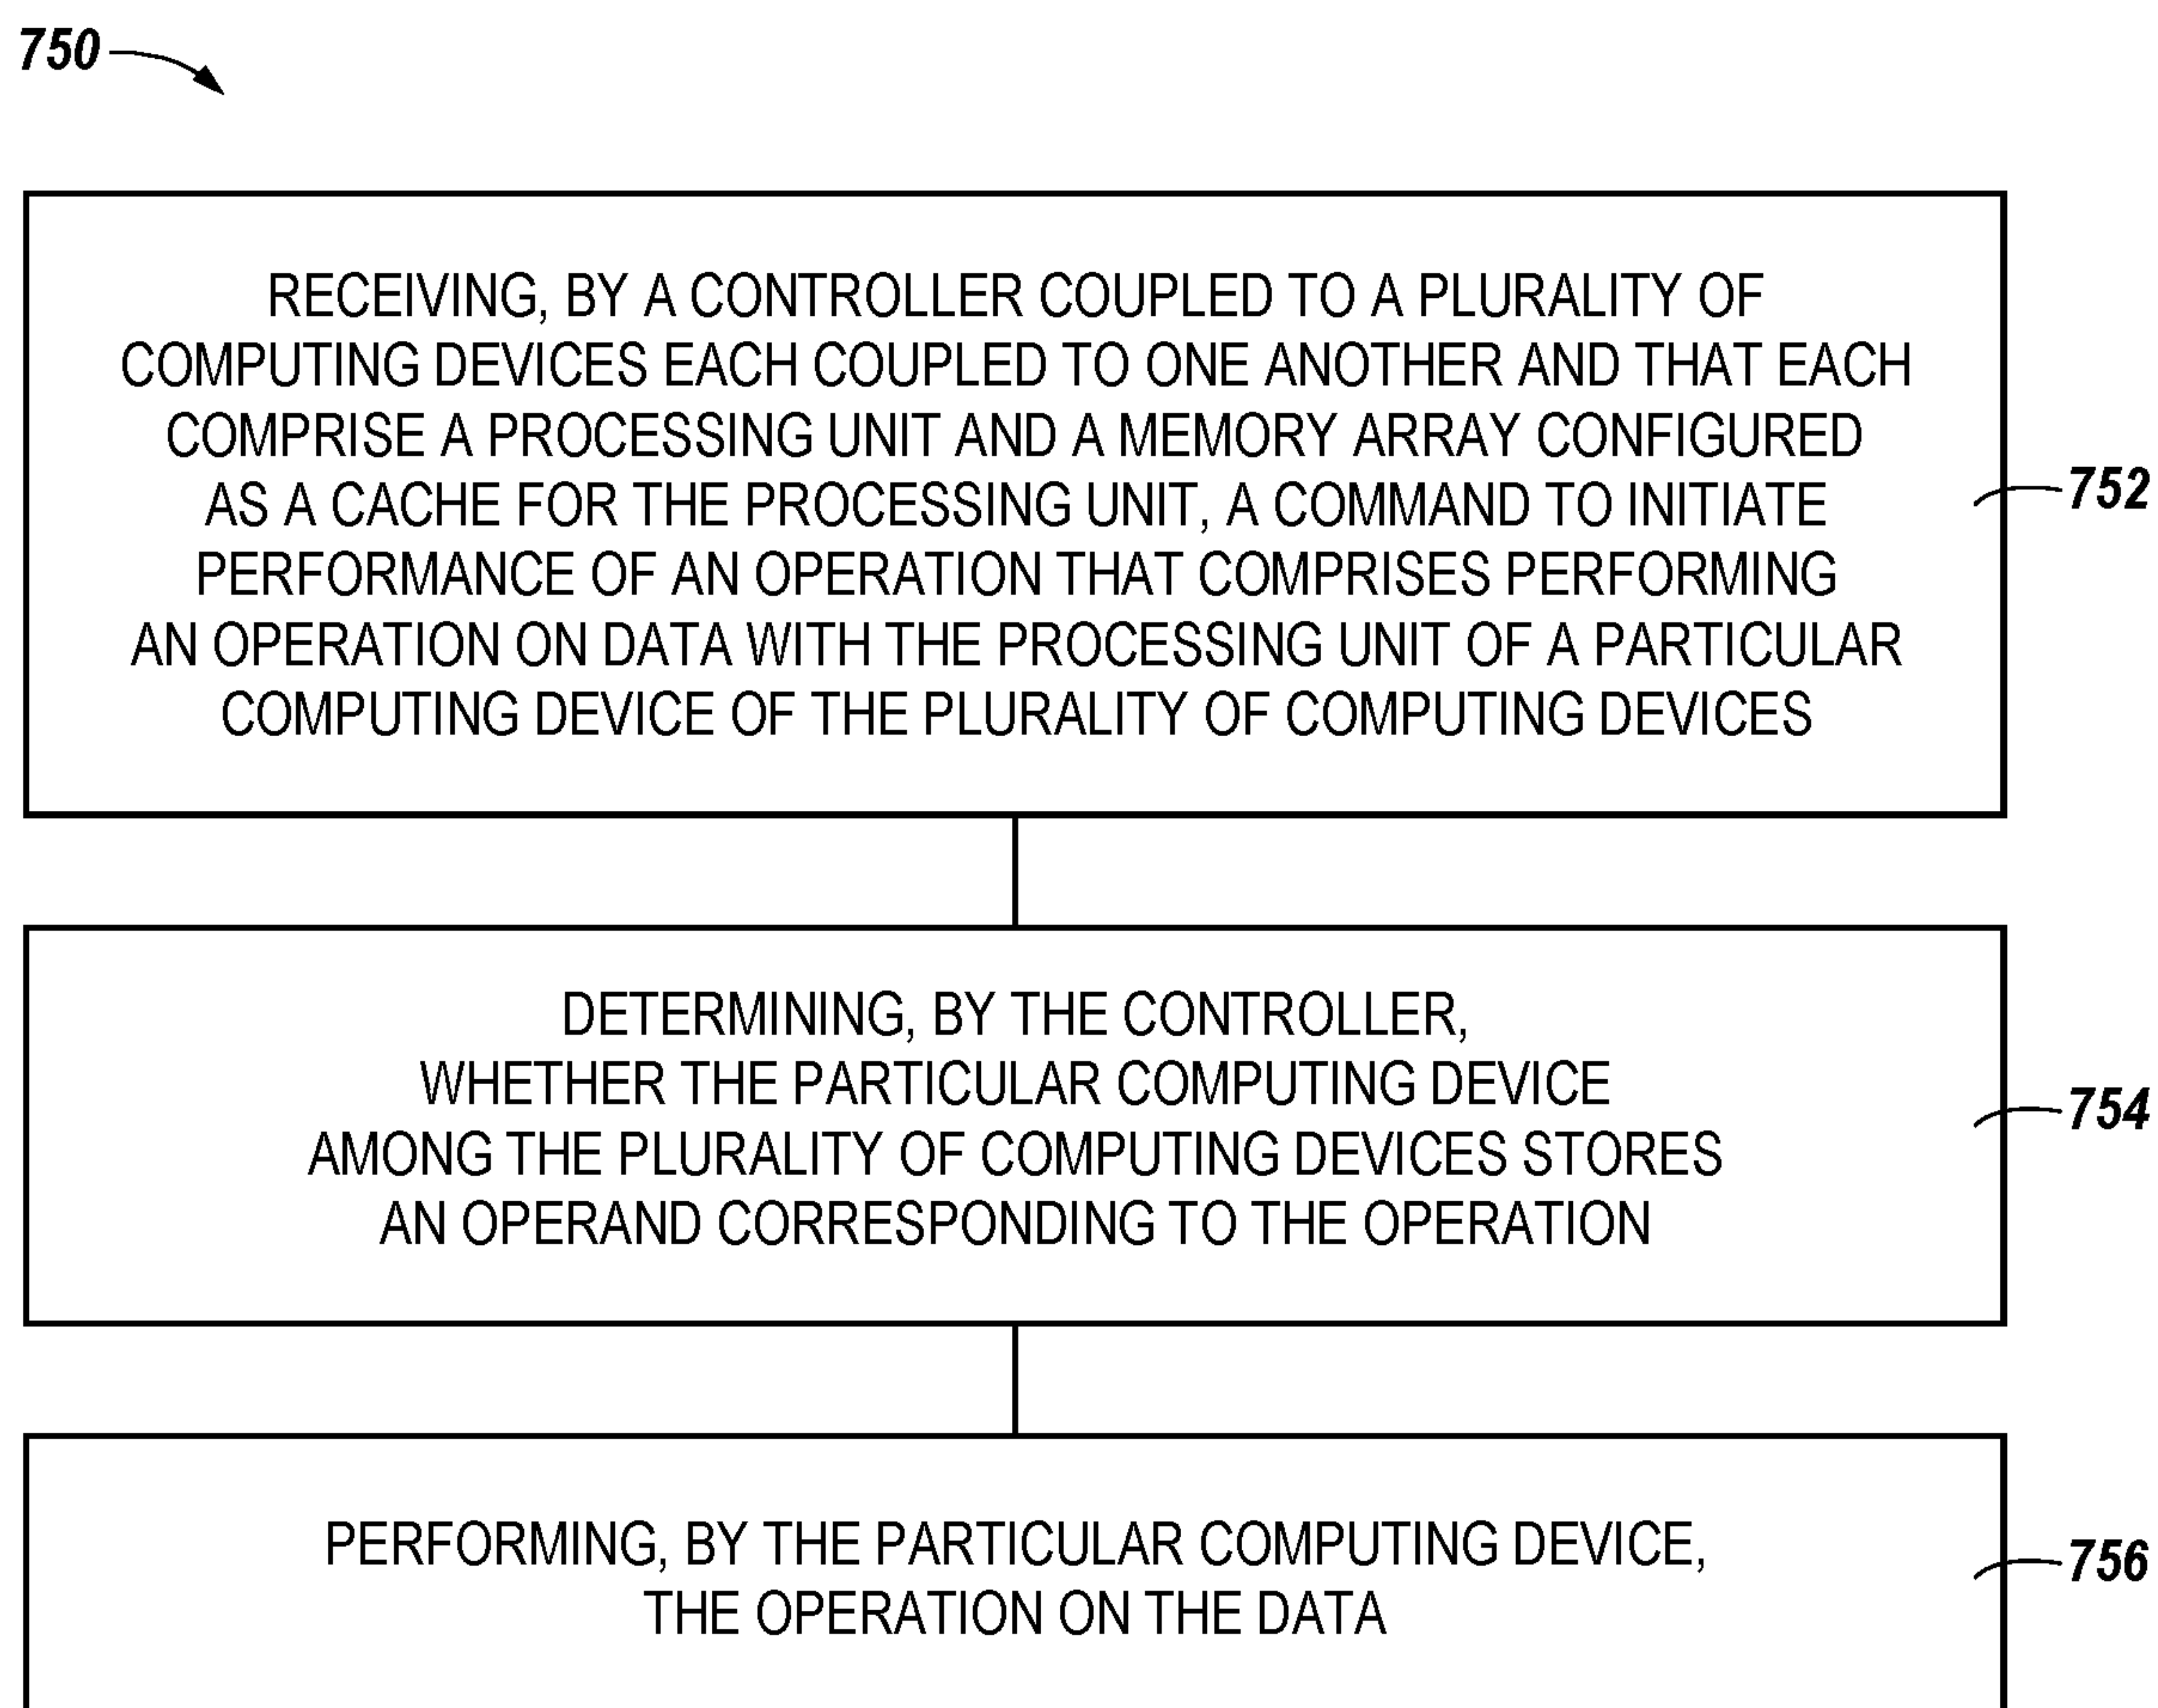 750
RECEIVING, BY A CONTROLLER COUPLED TO A PLURALITY OF
COMPUTING DEVICES EACH COUPLED TO ONE ANOTHER AND THAT EACH
COMPRISE A PROCESSING UNIT AND A MEMORY ARRAY CONFIGURED
AS A CACHE FOR THE PROCESSING UNIT, A COMMAND TO INITIATE
PERFORMANCE OF AN OPERATION THAT COMPRISES PERFORMING
AN OPERATION ON DATA WITH THE PROCESSING UNIT OF A PARTICULAR
COMPUTING DEVICE OF THE PLURALITY OF COMPUTING DEVICES
752
DETERMINING, BY THE CONTROLLER,
WHETHER THE PARTICULAR COMPUTING DEVICE
AMONG THE PLURALITY OF COMPUTING DEVICES STORES
AN OPERAND CORRESPONDING TO THE OPERATION
754
PERFORMING, BY THE PARTICULAR COMPUTING DEVICE,
THE OPERATION ON THE DATA
756